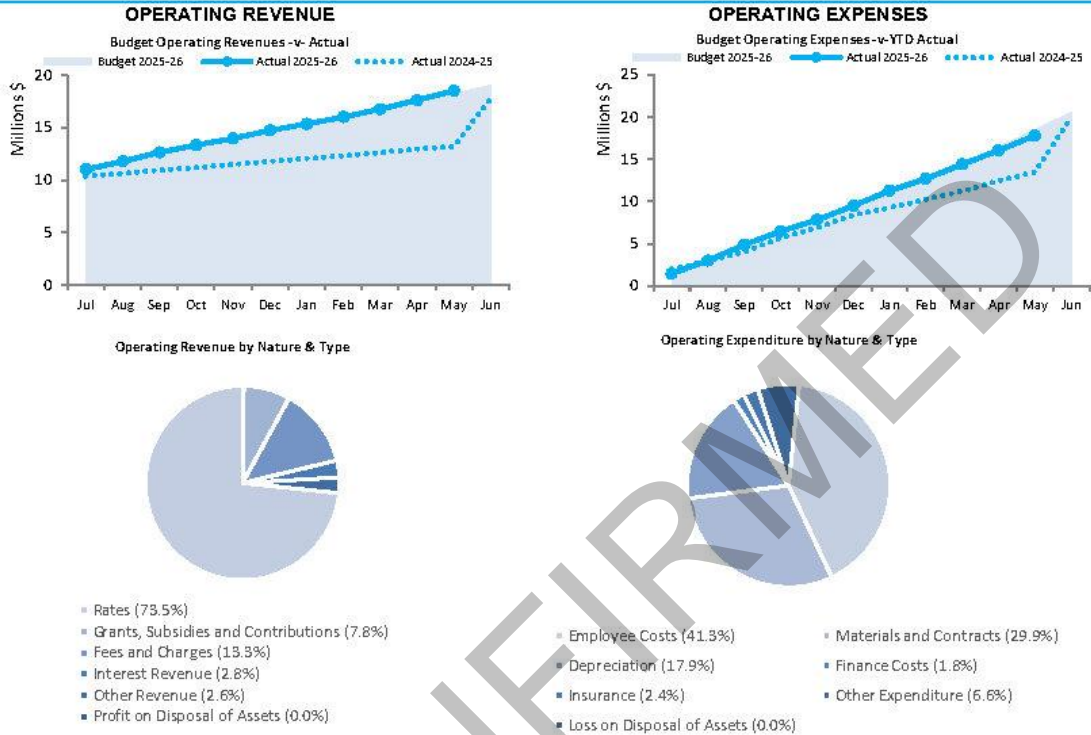 OPERATING REVENUE
Budget Operating Revenues -v- Actual
Budget 2025-26 Actual 2025-26 Actual 2024-25
Millions $
20
15
10
5
0
Jul Aug Sep Oct Nov Dec Jan Feb Mar Apr May Jun
Operating Revenue by Nature & Type
Rates (73.5%)
Grants, Subsidies and Contributions (7.8%)
Fees and Charges (13.3%)
Interest Revenue (2.8%)
Other Revenue (2.6%)
Profit on Disposal of Assets (0.0%)
OPERATING EXPENSES
Budget Operating Expenses -v-YTD Actual
Budget 2025-26 Actual 2025-26 Actual 2024-25
Millions $
25
20
15
10
5
0
Jul Aug Sep Oct Nov Dec Jan Feb Mar Apr May Jun
Operating Expenditure by Nature & Type
Employee Costs (41.3%) Materials and Contracts (29.9%)
Depreciation (17.9%) Finance Costs (1.8%)
Insurance (2.4%) Other Expenditure (6.6%)
Loss on Disposal of Assets (0.0%)
FIRMED